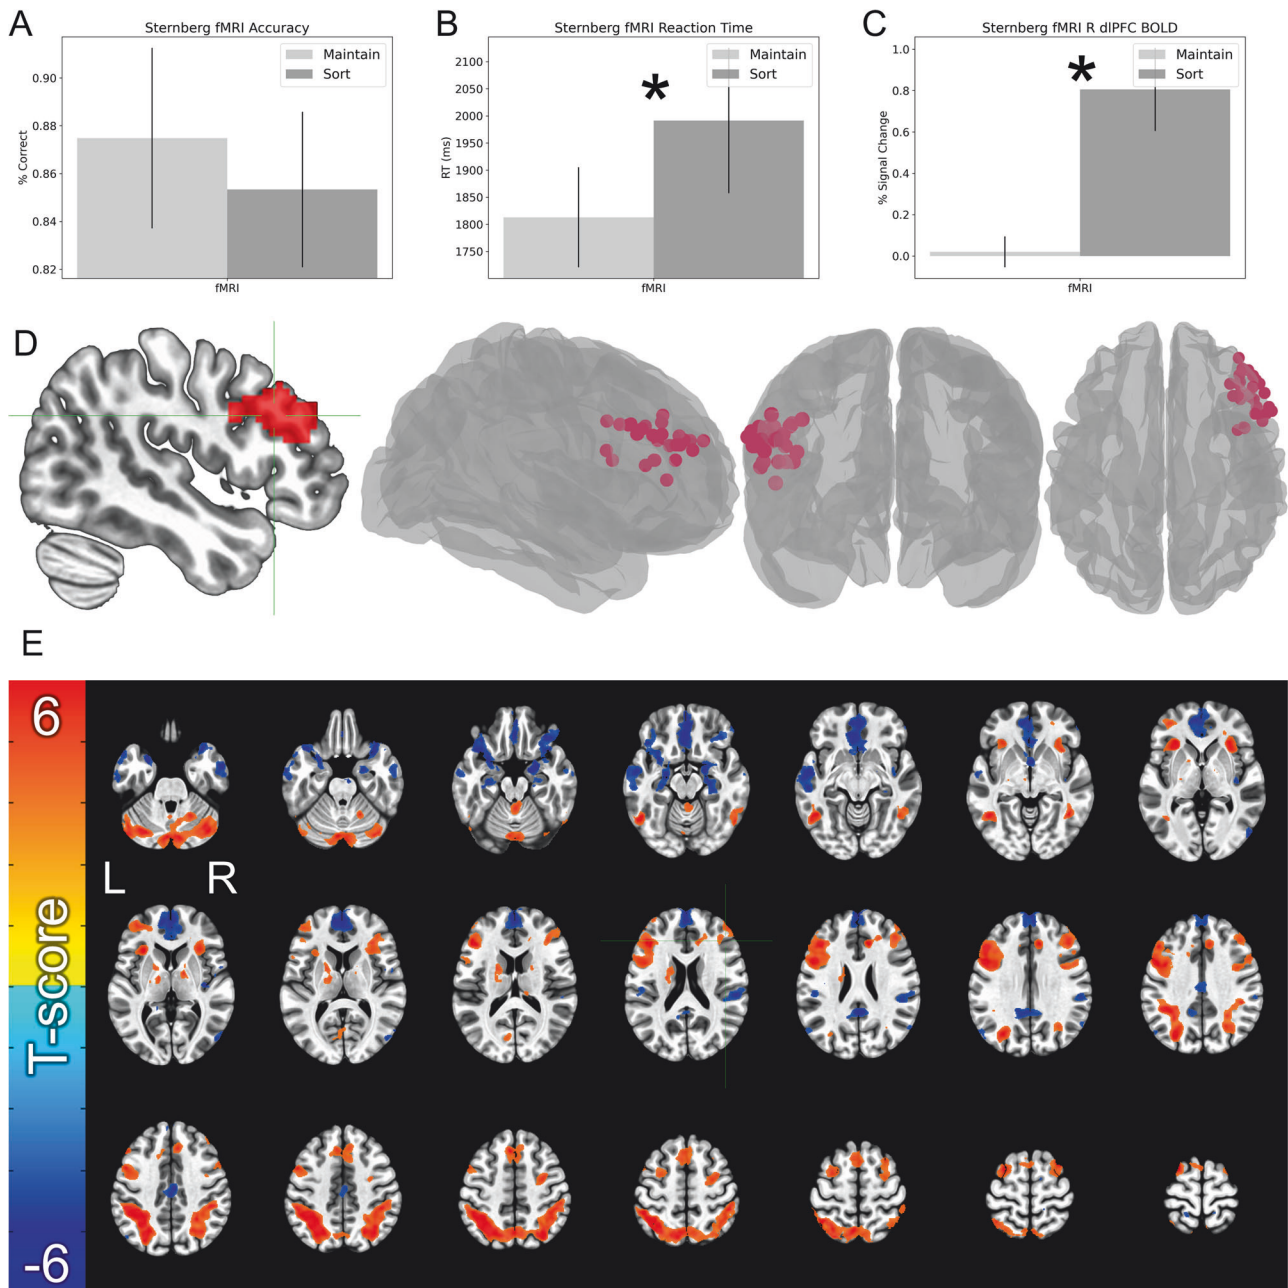 A
Sternberg fMRI Accuracy
Maintain
Sort
% Correct
0.90
0.88
0.86
0.84
0.82
fMRI
B
Sternberg fMRI Reaction Time
Maintain
Sort
RT (ms)
2100
2050
2000
1950
1900
1850
1800
1750
*
fMRI
C
Sternberg fMRI R dlPFC BOLD
Maintain
Sort
% Signal Change
1.0
0.8
0.6
0.4
0.2
0.0
*
fMRI
D
E
6
T-score
-6
L R